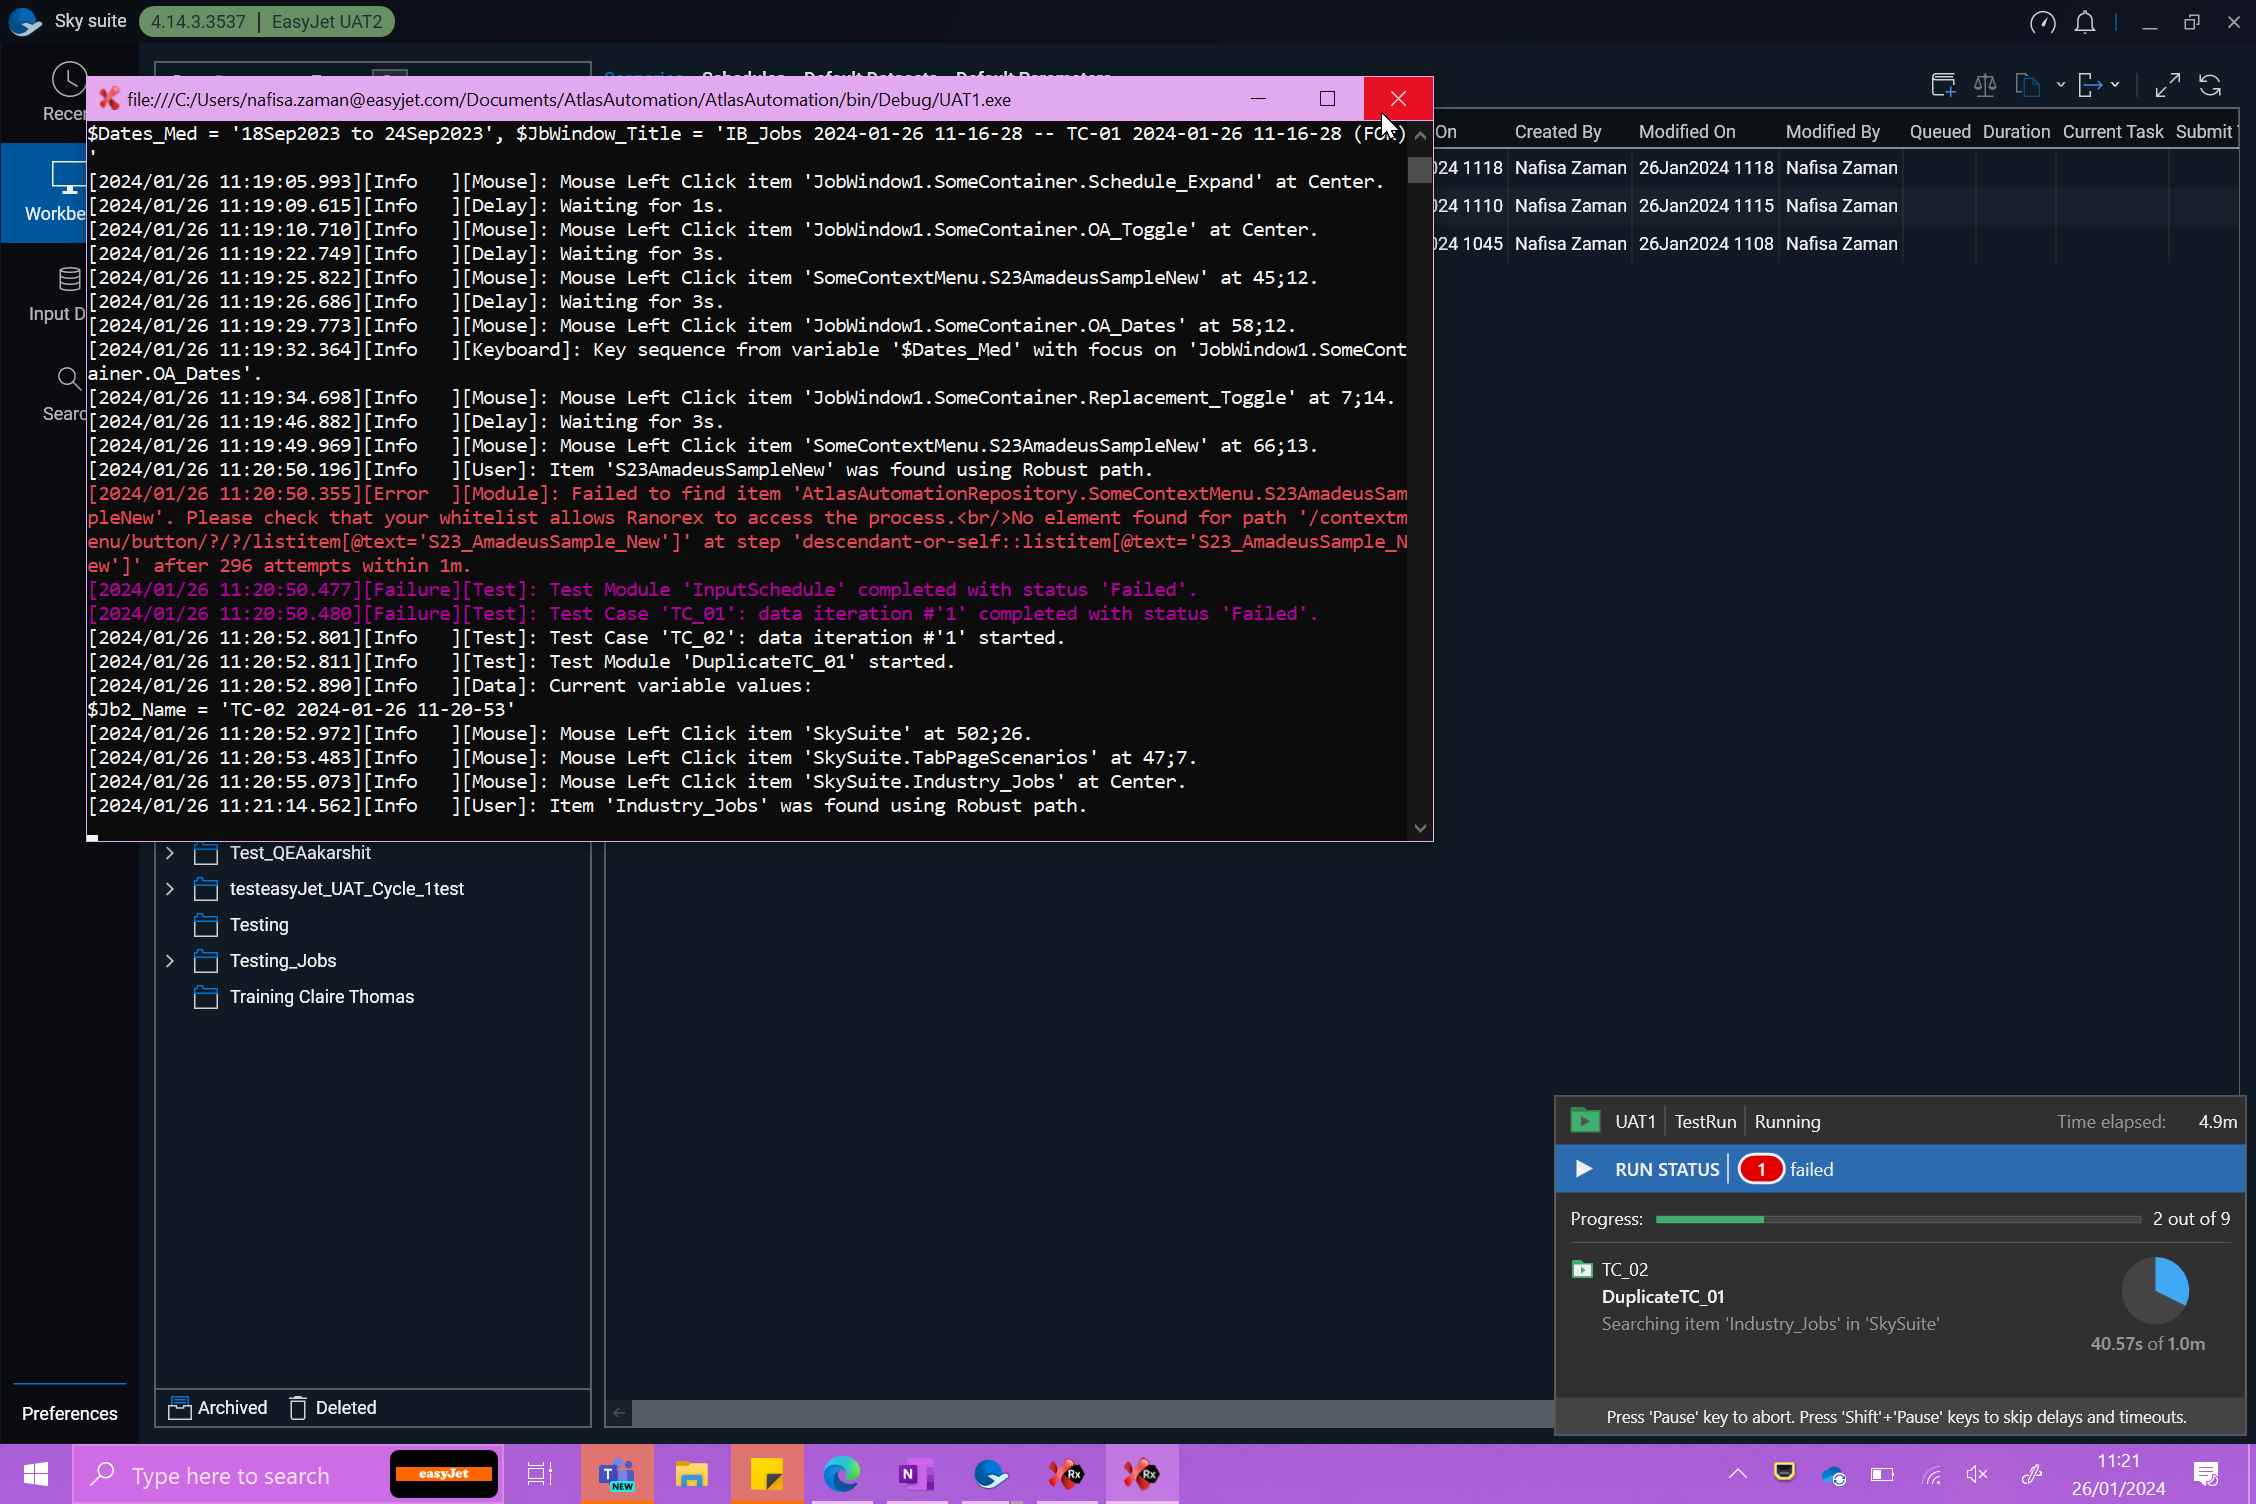 Sky suite
4.14.3.3537 | EasyJet UAT2
file:///C:/Users/nafisa.zaman@easyjet.com/Documents/AtlasAutomation/AtlasAutomation/bin/Debug/UAT1.exe
$Dates_Med = '18Sep2023 to 24Sep2023', $JbWindow_Title = 'IB_Jobs 2024-01-26 11-16-28 -- TC-01 2024-01-26 11-16-28 (FCK)
'
[2024/01/26 11:19:05.993][Info   ][Mouse]: Mouse Left Click item 'JobWindow1.SomeContainer.Schedule_Expand' at Center.
[2024/01/26 11:19:09.615][Info   ][Delay]: Waiting for 1s.
[2024/01/26 11:19:10.710][Info   ][Mouse]: Mouse Left Click item 'JobWindow1.SomeContainer.OA_Toggle' at Center.
[2024/01/26 11:19:22.749][Info   ][Delay]: Waiting for 3s.
[2024/01/26 11:19:25.822][Info   ][Mouse]: Mouse Left Click item 'SomeContextMenu.S23AmadeusSampleNew' at 45;12.
[2024/01/26 11:19:26.686][Info   ][Delay]: Waiting for 3s.
[2024/01/26 11:19:29.773][Info   ][Mouse]: Mouse Left Click item 'JobWindow1.SomeContainer.OA_Dates' at 58;12.
[2024/01/26 11:19:32.364][Info   ][Keyboard]: Key sequence from variable '$Dates_Med' with focus on 'JobWindow1.SomeCont
ainer.OA_Dates'.
[2024/01/26 11:19:34.698][Info   ][Mouse]: Mouse Left Click item 'JobWindow1.SomeContainer.Replacement_Toggle' at 7;14.
[2024/01/26 11:19:46.882][Info   ][Delay]: Waiting for 3s.
[2024/01/26 11:19:49.969][Info   ][Mouse]: Mouse Left Click item 'SomeContextMenu.S23AmadeusSampleNew' at 66;13.
[2024/01/26 11:20:50.196][Info   ][User]: Item 'S23AmadeusSampleNew' was found using Robust path.
[2024/01/26 11:20:50.355][Error  ][Module]: Failed to find item 'AtlasAutomationRepository.SomeContextMenu.S23AmadeusSam
pleNew'. Please check that your whitelist allows Ranorex to access the process.<br/>No element found for path '/contextm
enu/button/?/?/listitem[@text='S23_AmadeusSample_New']' at step 'descendant-or-self::listitem[@text='S23_AmadeusSample_N
ew']' after 296 attempts within 1m.
[2024/01/26 11:20:50.477][Failure][Test]: Test Module 'InputSchedule' completed with status 'Failed'.
[2024/01/26 11:20:50.480][Failure][Test]: Test Case 'TC_01': data iteration #'1' completed with status 'Failed'.
[2024/01/26 11:20:52.801][Info   ][Test]: Test Case 'TC_02': data iteration #'1' started.
[2024/01/26 11:20:52.811][Info   ][Test]: Test Module 'DuplicateTC_01' started.
[2024/01/26 11:20:52.890][Info   ][Data]: Current variable values:
$Jb2_Name = 'TC-02 2024-01-26 11-20-53'
[2024/01/26 11:20:52.972][Info   ][Mouse]: Mouse Left Click item 'SkySuite' at 502;26.
[2024/01/26 11:20:53.483][Info   ][Mouse]: Mouse Left Click item 'SkySuite.TabPageScenarios' at 47;7.
[2024/01/26 11:20:55.073][Info   ][Mouse]: Mouse Left Click item 'SkySuite.Industry_Jobs' at Center.
[2024/01/26 11:21:14.562][Info   ][User]: Item 'Industry_Jobs' was found using Robust path.
On Created By Modified On Modified By Queued Duration Current Task Submit
024 1118 Nafisa Zaman 26Jan2024 1118 Nafisa Zaman
024 1110 Nafisa Zaman 26Jan2024 1115 Nafisa Zaman
024 1045 Nafisa Zaman 26Jan2024 1108 Nafisa Zaman
Recen
Workbe
Input D
Searc
Test_QEAakarshit
testeasyJet_UAT_Cycle_1test
Testing
Testing_Jobs
Training Claire Thomas
Archived
Deleted
Preferences
UAT1 | TestRun | Running
Time elapsed: 4.9m
RUN STATUS | 1 failed
Progress: 2 out of 9
TC_02
DuplicateTC_01
Searching item 'Industry_Jobs' in 'SkySuite'
40.57s of 1.0m
Press 'Pause' key to abort. Press 'Shift'+'Pause' keys to skip delays and timeouts.
Type here to search
easyJet
NEW
11:21
26/01/2024